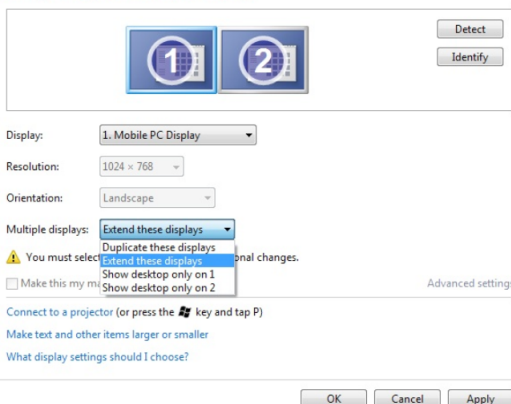 1 2
Detect
Identify
Display: 1. Mobile PC Display
Resolution: 1024 × 768
Orientation: Landscape
Multiple displays: Extend these displays
Duplicate these displays
Extend these displays
Show desktop only on 1
Show desktop only on 2
You must selec onal changes.
Make this my m Advanced setting
Connect to a projector (or press the key and tap P)
Make text and other items larger or smaller
What display settings should I choose?
OK Cancel Apply